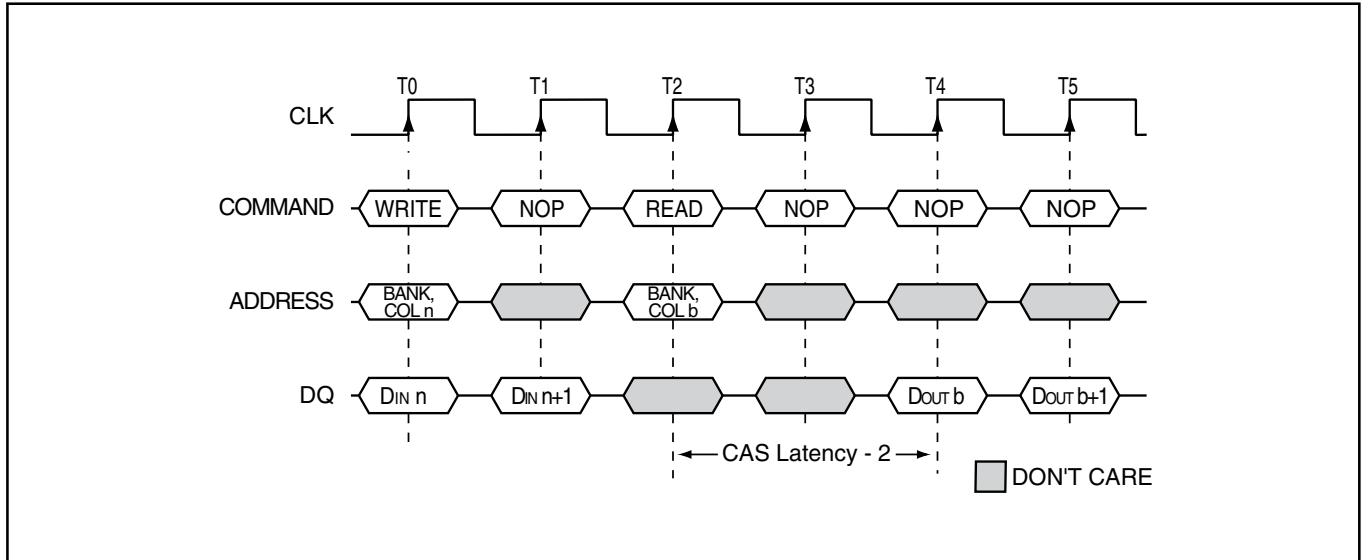 T0 T1 T2 T3 T4 T5
CLK
COMMAND WRITE NOP READ NOP NOP NOP
ADDRESS BANK, COL n BANK, COL b
DQ DIN n DIN n+1 DOUT b DOUT b+1
CAS Latency - 2
DON'T CARE